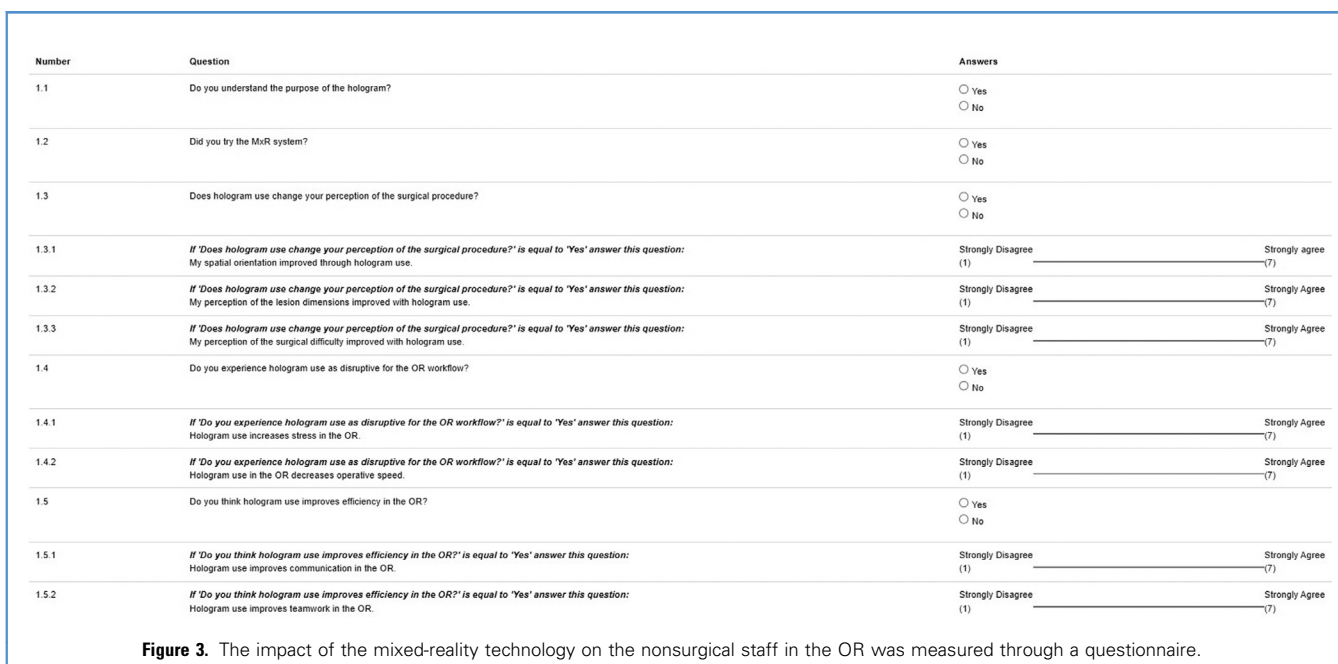 Number Question Answers
1.1 Do you understand the purpose of the hologram? Yes
No
1.2 Did you try the MxR system? Yes
No
1.3 Does hologram use change your perception of the surgical procedure? Yes
No
1.3.1 If 'Does hologram use change your perception of the surgical procedure?' is equal to 'Yes' answer this question: Strongly Disagree Strongly agree
My spatial orientation improved through hologram use. (1) (7)
1.3.2 If 'Does hologram use change your perception of the surgical procedure?' is equal to 'Yes' answer this question: Strongly Disagree Strongly Agree
My perception of the lesion dimensions improved with hologram use. (1) (7)
1.3.3 If 'Does hologram use change your perception of the surgical procedure?' is equal to 'Yes' answer this question: Strongly Disagree Strongly Agree
My perception of the surgical difficulty improved with hologram use. (1) (7)
1.4 Do you experience hologram use as disruptive for the OR workflow? Yes
No
1.4.1 If 'Do you experience hologram use as disruptive for the OR workflow?' is equal to 'Yes' answer this question: Strongly Disagree Strongly Agree
Hologram use increases stress in the OR. (1) (7)
1.4.2 If 'Do you experience hologram use as disruptive for the OR workflow?' is equal to 'Yes' answer this question: Strongly Disagree Strongly Agree
Hologram use in the OR decreases operative speed. (1) (7)
1.5 Do you think hologram use improves efficiency in the OR? Yes
No
1.5.1 If 'Do you think hologram use improves efficiency in the OR?' is equal to 'Yes' answer this question: Strongly Disagree Strongly Agree
Hologram use improves communication in the OR. (1) (7)
1.5.2 If 'Do you think hologram use improves efficiency in the OR?' is equal to 'Yes' answer this question: Strongly Disagree Strongly Agree
Hologram use improves teamwork in the OR. (1) (7)
Figure 3. The impact of the mixed-reality technology on the nonsurgical staff in the OR was measured through a questionnaire.